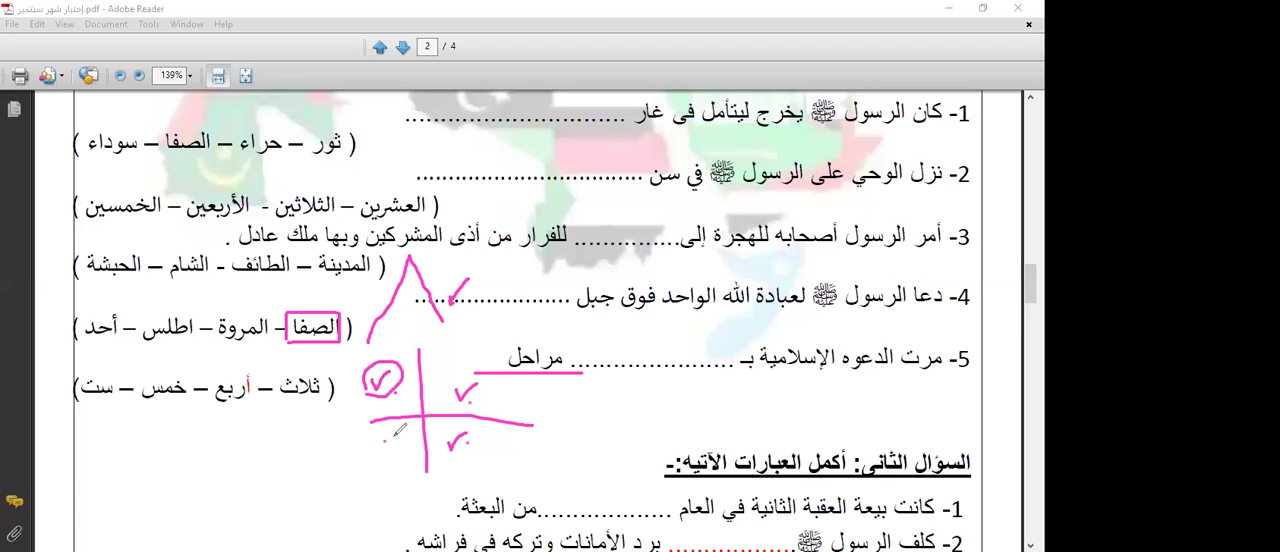 إختبار شهر سبتمبر.pdf - Adobe Reader
File Edit View Document Tools Window Help
2 / 4
139%
1- كان الرسول ﷺ يخرج ليتأمل فى غار ...............................
( ثور – حراء – الصفا – سوداء )
2- نزل الوحي على الرسول ﷺ في سن ................................
( العشرين – الثلاثين - الأربعين – الخمسين )
3- أمر الرسول أصحابه للهجرة إلى............... للفرار من أذى المشركين وبها ملك عادل .
( المدينة – الطائف - الشام – الحبشة )
4- دعا الرسول ﷺ لعبادة الله الواحد فوق جبل ......................
( الصفا – المروة – اطلس – أحد )
5- مرت الدعوه الإسلامية بـ ....................... مراحل
( ثلاث – أربع – خمس – ست )
السؤال الثانى: أكمل العبارات الآتيه:-
1- كانت بيعة العقبة الثانية في العام ...................من البعثة.
2- كلف الرسول ﷺ................. برد الأمانات وتركه فى فراشه .